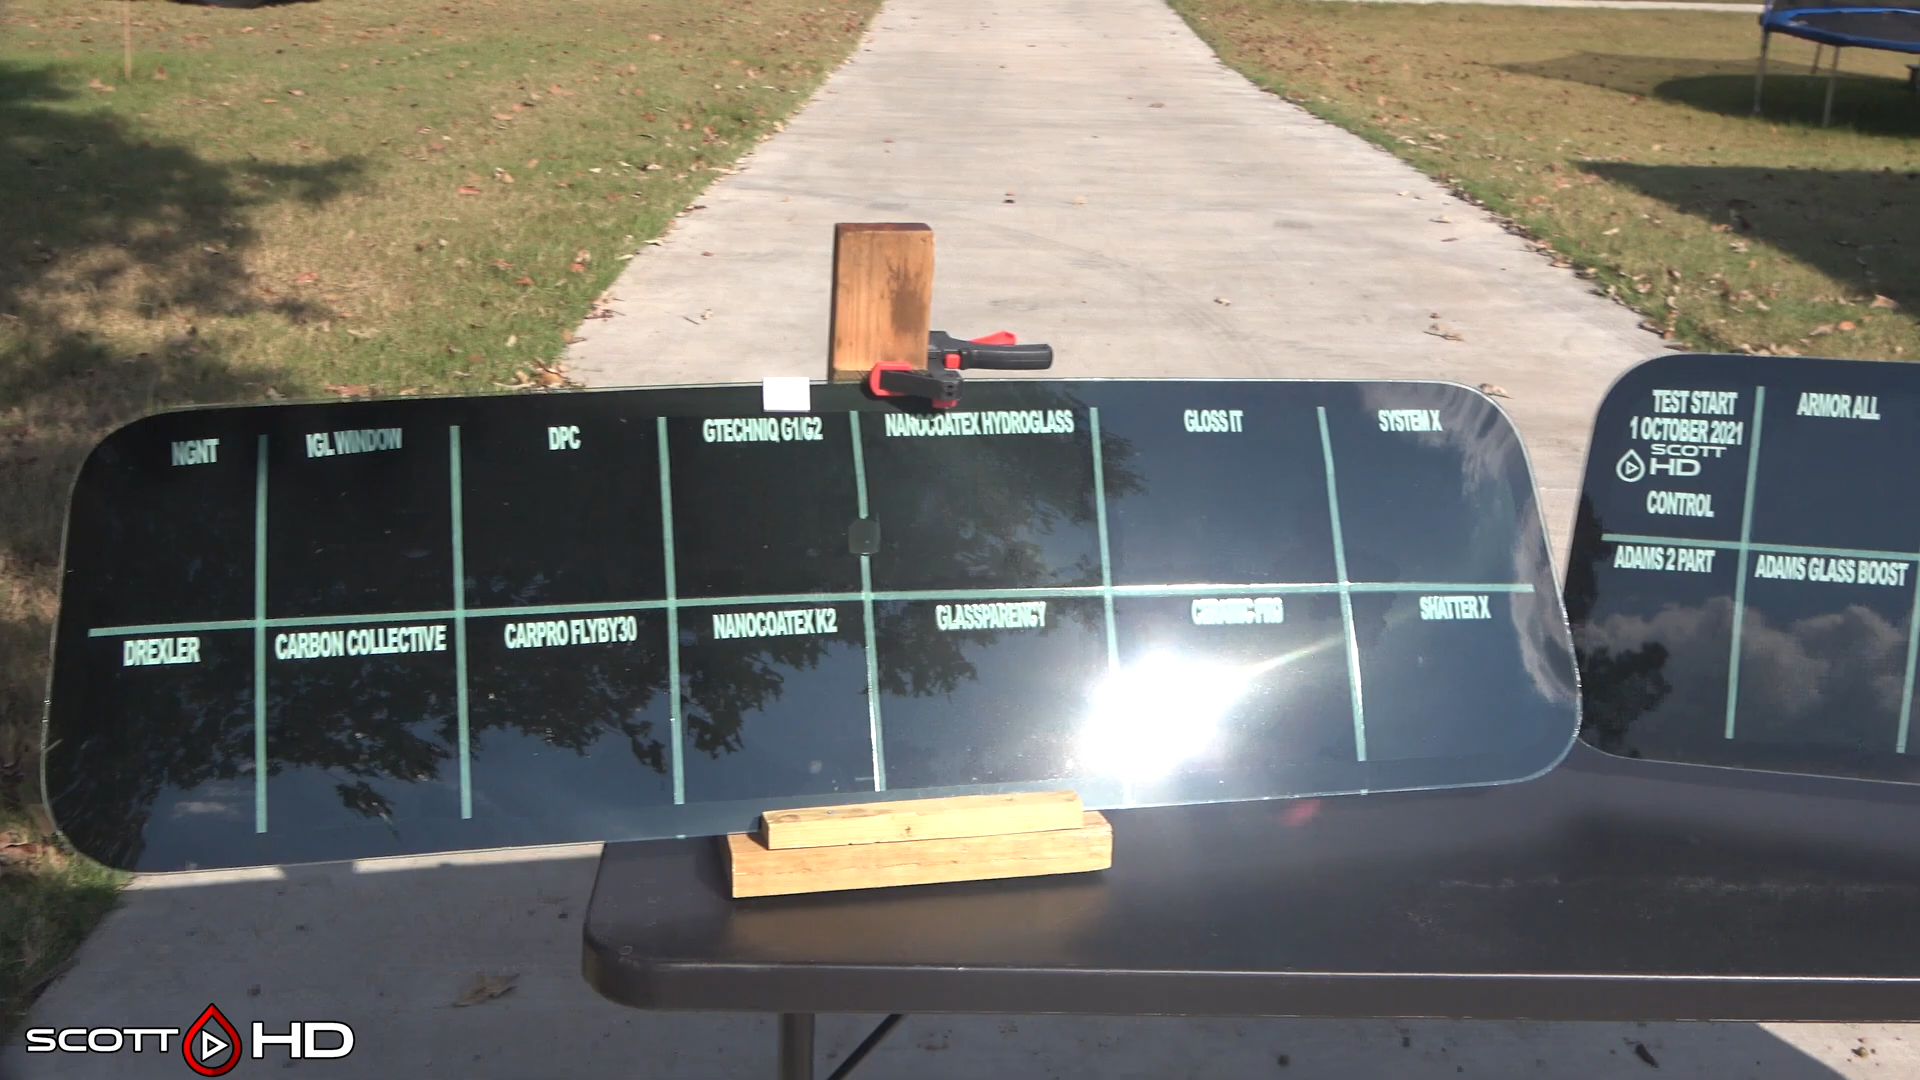 NGNT
IGL WINDOW
DPC
GTECHNIQ G1/G2
NANOCOATEX HYDROGLASS
GLOSS IT
SYSTEM X
DREXLER
CARBON COLLECTIVE
CARPRO FLYBY30
NANOCOATEX K2
GLASSPARENCY
CERAMIC PRO
SHATTER X
TEST START
1 OCTOBER 2021
SCOTT
HD
CONTROL
ARMOR ALL
ADAMS 2 PART
ADAMS GLASS BOOST
SCOTT HD